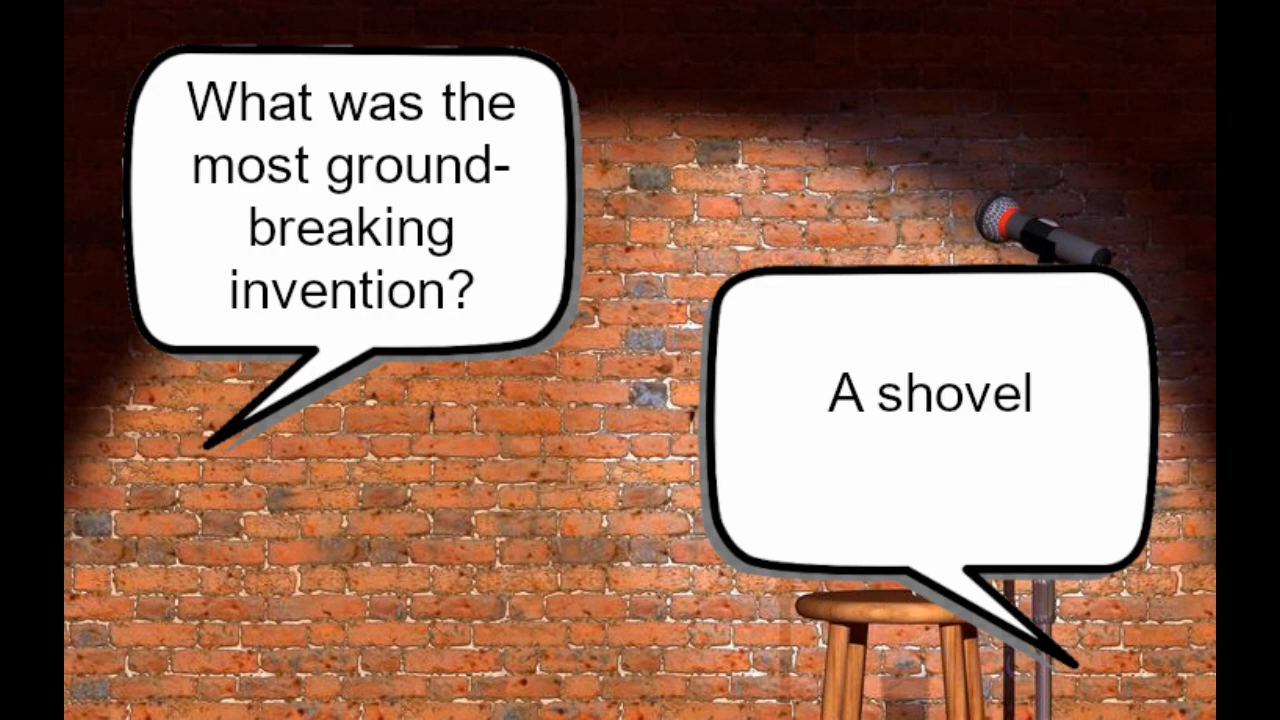 What was the
most ground-
breaking
invention?
A shovel